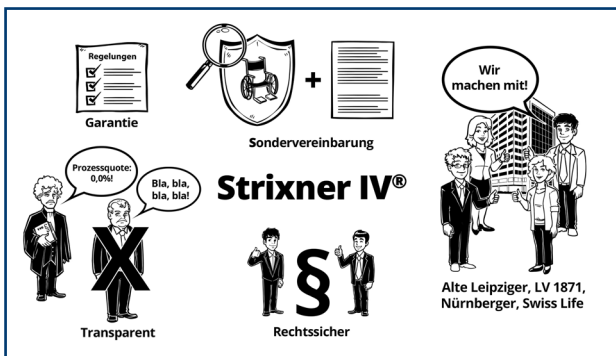 Regelungen
Garantie
+
Sondervereinbarung
Wir
machen mit!
Prozessquote:
0,0%!
Bla, bla,
bla, bla!
X
Transparent
Strixner IV®
§
Rechtssicher
Alte Leipziger, LV 1871,
Nürnberger, Swiss Life